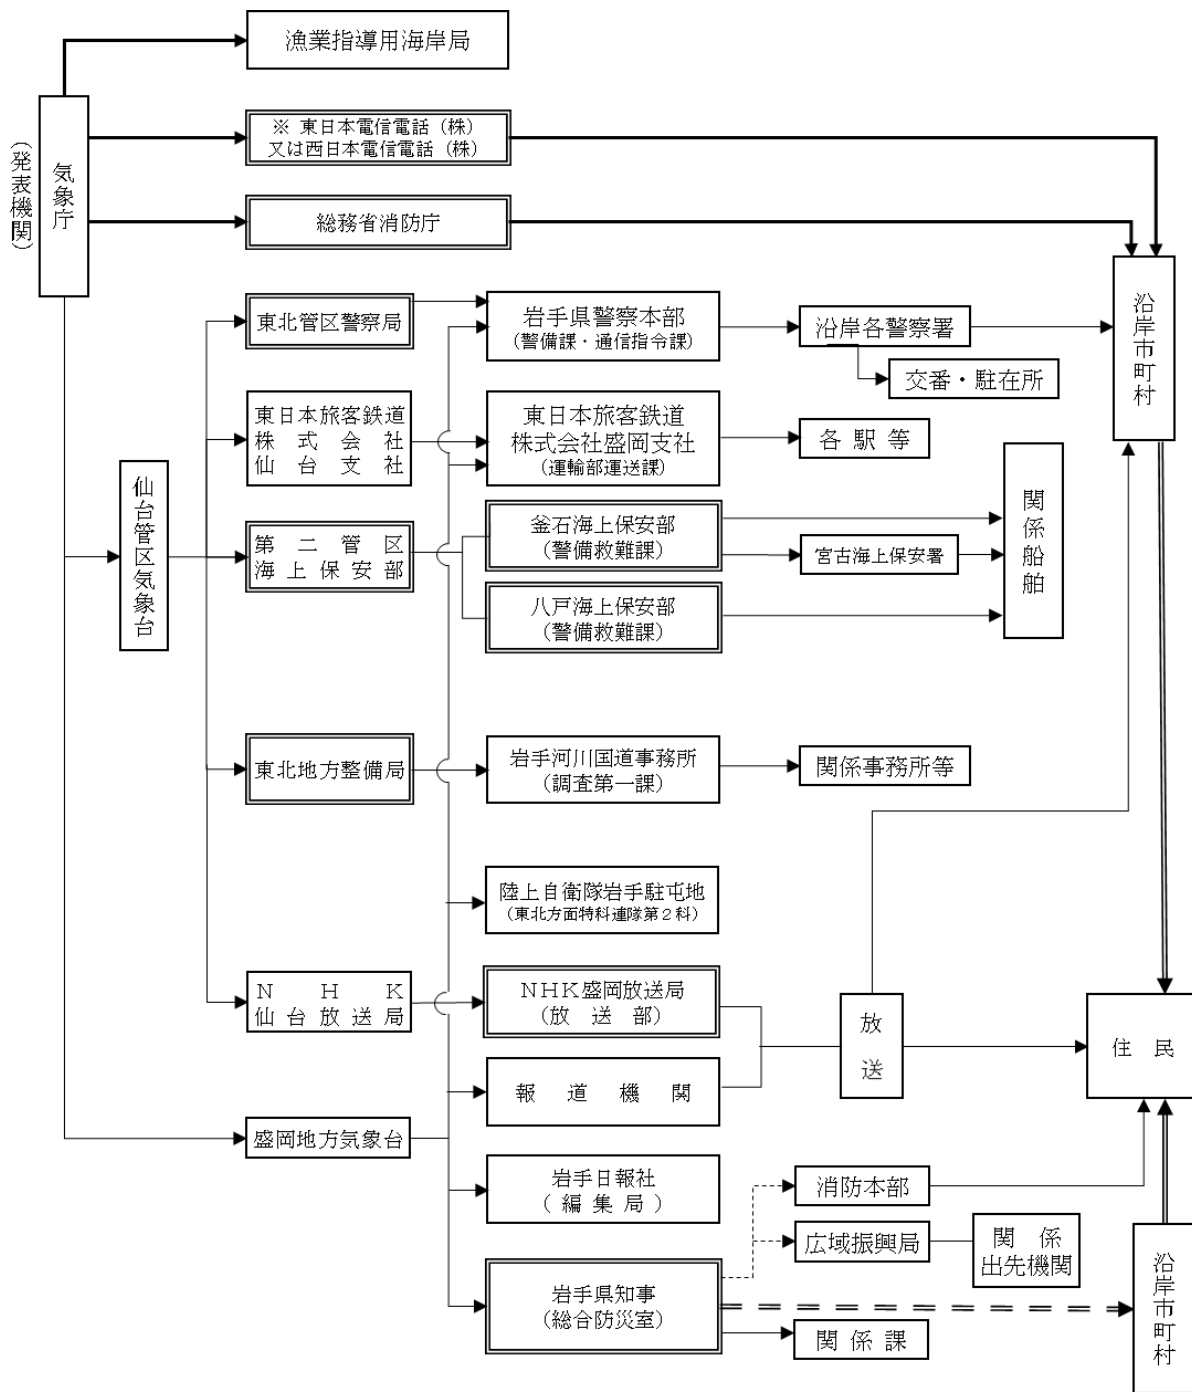 漁業指導用海岸局
(発表機関)
気象庁
※ 東日本電信電話(株)
又は西日本電信電話(株)
総務省消防庁
沿岸市町村
東北管区警察局
岩手県警察本部
(警備課・通信指令課)
沿岸各警察署
交番・駐在所
東日本旅客鉄道
株式会社
仙台支社
東日本旅客鉄道
株式会社盛岡支社
(運輸部運送課)
各駅等
仙台管区気象台
第二管区
海上保安部
釜石海上保安部
(警備救難課)
宮古海上保安署
関係船舶
八戸海上保安部
(警備救難課)
東北地方整備局
岩手河川国道事務所
(調査第一課)
関係事務所等
陸上自衛隊岩手駐屯地
(東北方面特科連隊第2科)
NHK
仙台放送局
NHK盛岡放送局
(放送部)
放送
住民
報道機関
盛岡地方気象台
岩手日報社
(編集局)
消防本部
広域振興局
関係
出先機関
岩手県知事
(総合防災室)
関係課
沿岸市町村